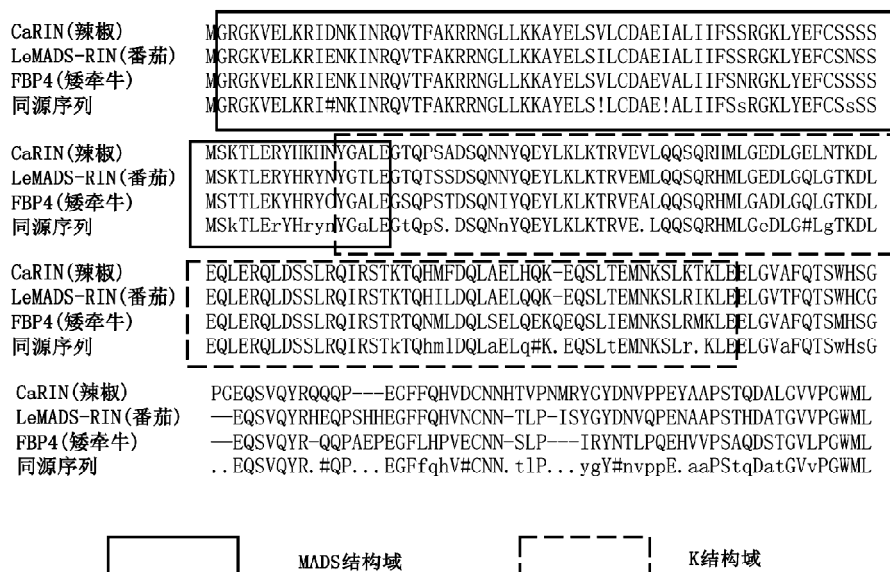 CaRIN(辣椒) MGRGKVELKRIDNKINRQVTFAKRRNGLLKKAYELSVLCDAEIALIIFSSRGKLYEFCSSSS
LeMADS-RIN(番茄) MGRGKVELKRIENKINRQVTFAKRRNGLLKKAYELSILCDAEIALIIFSSRGKLYEFCSNSS
FBP4(矮牵牛) MGRGKVELKRIENKINRQVTFAKRRNGLLKKAYELSVLCDAEVALIIFSNRGKLYEFCSSSS
同源序列 MGRGKVELKRI#NKINRQVTFAKRRNGLLKKAYELS!LCDAE!ALIIFSsRGKLYEFCSsSS
CaRIN(辣椒) MSKTLERYHKHNYGALEGTQPSADSQNNYQEYLKLKTRVEVLQQSQRHMLGEDLGELNTKDL
LeMADS-RIN(番茄) MSKTLERYHRYNYGTLEGTQTSSDSQNNYQEYLKLKTRVEMLQQSQRHMLGEDLGQLGTKDL
FBP4(矮牵牛) MSTTLEKYHRYCYGALEGSQPSTDSQNIYQEYLKLKTRVEALQQSQRHMLGADLGQLNTKDL
同源序列 MSkTLErYHrynYGaLEGtQpS.DSQNnYQEYLKLKTRVE.LQQSQRHMLGeDLG#LgTKDL
CaRIN(辣椒) EQLERQLDSSLRQIRSTKTQHMFDQLAELHQK-EQSLTEMNKSLKTKLEELGVAFQTSWHSG
LeMADS-RIN(番茄) EQLERQLDSSLRQIRSTKTQHILDQLAELQQK-EQSLTEMNKSLRIKLEELGVTFQTSWHCG
FBP4(矮牵牛) EQLERQLDSSLRQIRSTRTQNMLDQLSELQEKQEQSLIEMNKSLRMKLEELGVAFQTSMHSG
同源序列 EQLERQLDSSLRQIRSTkTQhmlDQLaELq#K.EQSLtEMNKSLr.KLEELGVaFQTSwHsG
CaRIN(辣椒) PGEQSVQYRQQQP---EGFFQHVDCNNHTVPNMRYGYDNVPPEYAAPSTQDALGVVPGWML
LeMADS-RIN(番茄) —EQSVQYRHEQPSHHEGFFQHVNCNN-TLP-ISYGYDNVQPENAAPSTHDATGVVPGWML
FBP4(矮牵牛) —EQSVQYR-QQPAEPEGFLHPVECNN-SLP---IRYNTLPQEHVVPSAQDSTGVLPGWML
同源序列 ..EQSVQYR.#QP...EGFfqhV#CNN.tlP...ygY#nvppE.aaPStqDatGVvPGWML
MADS结构域 K结构域